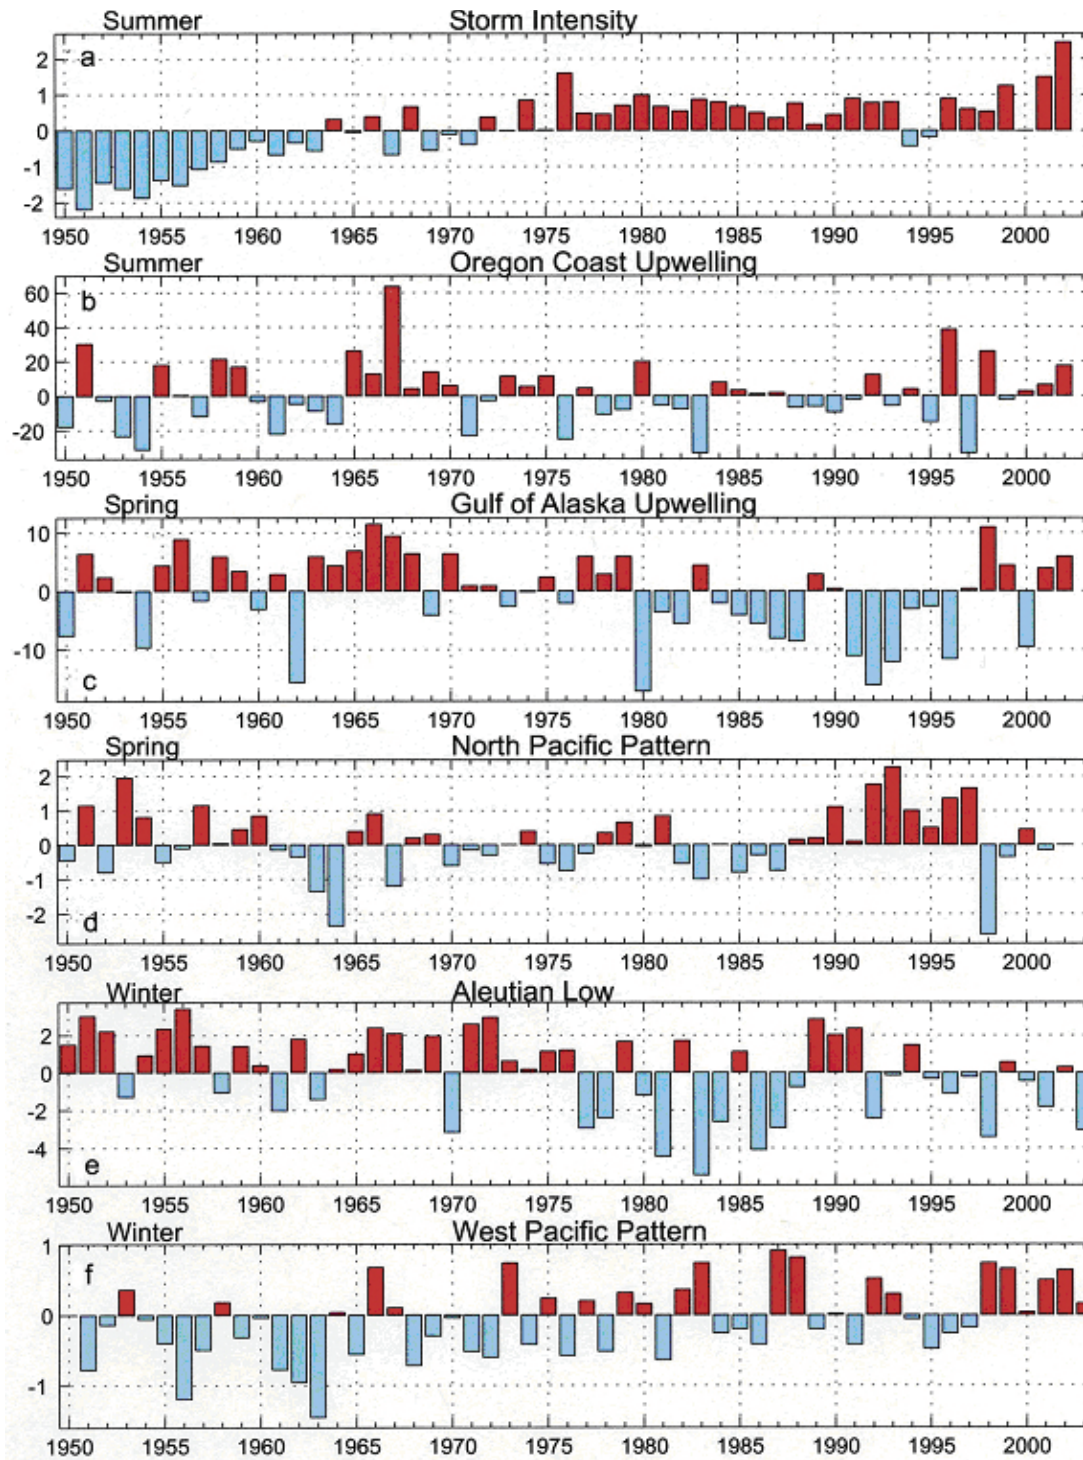 Summer Storm Intensity
a
2
1
0
-1
-2
1950 1955 1960 1965 1970 1975 1980 1985 1990 1995 2000
Summer Oregon Coast Upwelling
b
60
40
20
0
-20
1950 1955 1960 1965 1970 1975 1980 1985 1990 1995 2000
Spring Gulf of Alaska Upwelling
10
0
-10
c
1950 1955 1960 1965 1970 1975 1980 1985 1990 1995 2000
Spring North Pacific Pattern
2
1
0
-1
-2
d
1950 1955 1960 1965 1970 1975 1980 1985 1990 1995 2000
Winter Aleutian Low
2
0
-2
-4
e
1950 1955 1960 1965 1970 1975 1980 1985 1990 1995 2000
Winter West Pacific Pattern
1
f
0
-1
1950 1955 1960 1965 1970 1975 1980 1985 1990 1995 2000